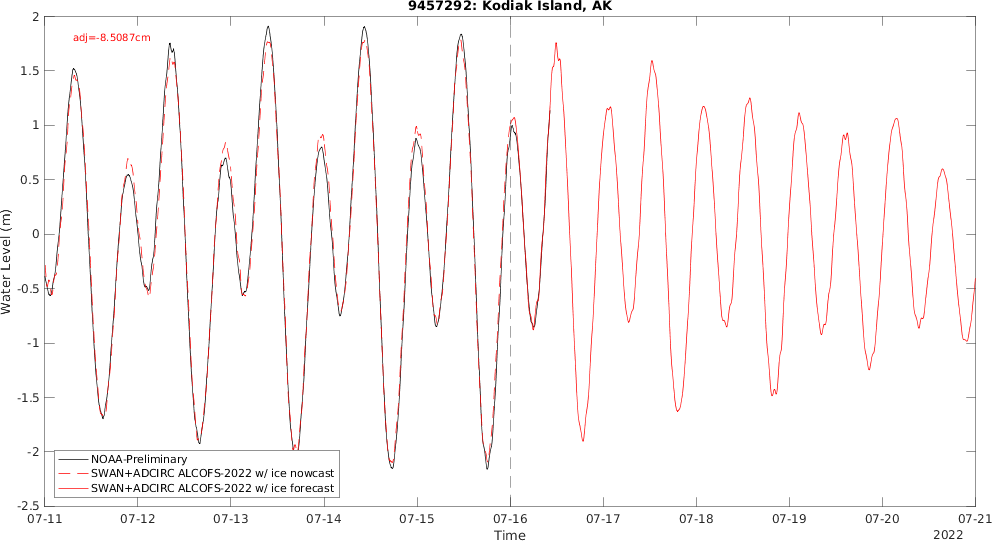 9457292: Kodiak Island, AK
adj=-8.5087cm
2
1.5
1
0.5
0
-0.5
-1
-1.5
-2
-2.5
Water Level (m)
NOAA-Preliminary
SWAN+ADCIRC ALCOFS-2022 w/ ice nowcast
SWAN+ADCIRC ALCOFS-2022 w/ ice forecast
07-11 07-12 07-13 07-14 07-15 07-16 07-17 07-18 07-19 07-20 07-21
Time
2022